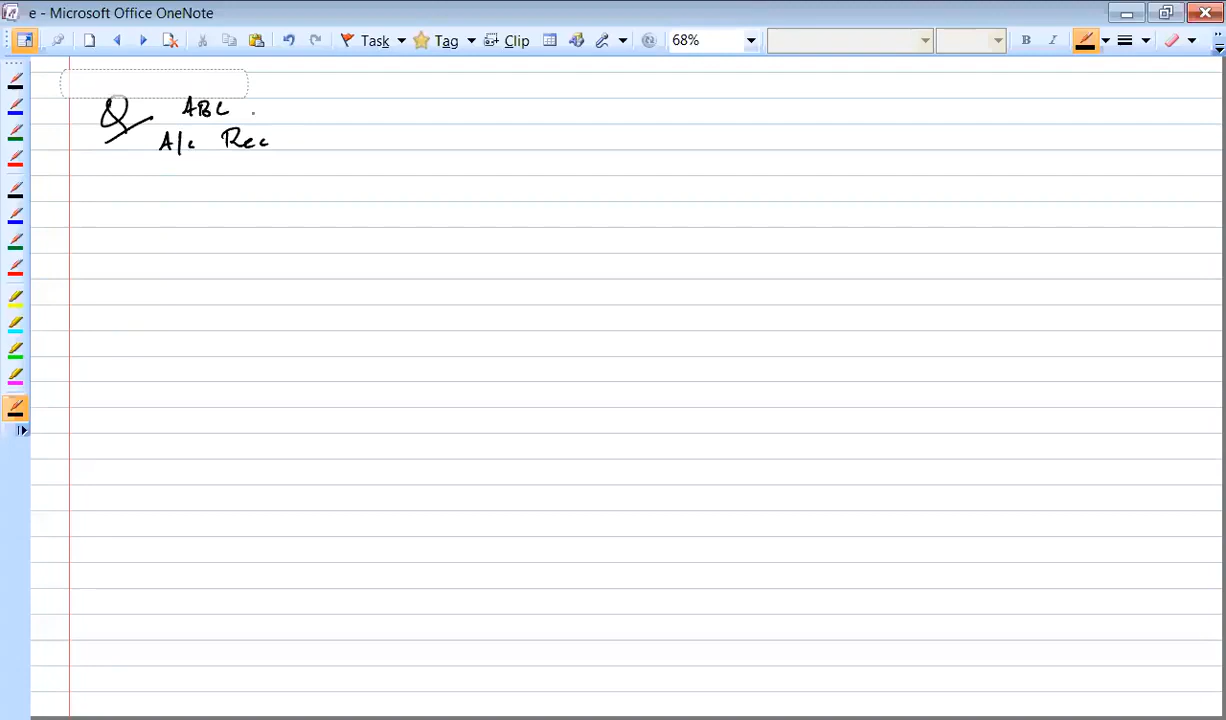 e - Microsoft Office OneNote
Task Tag Clip 68% B I
Q ABC
A/c Rec